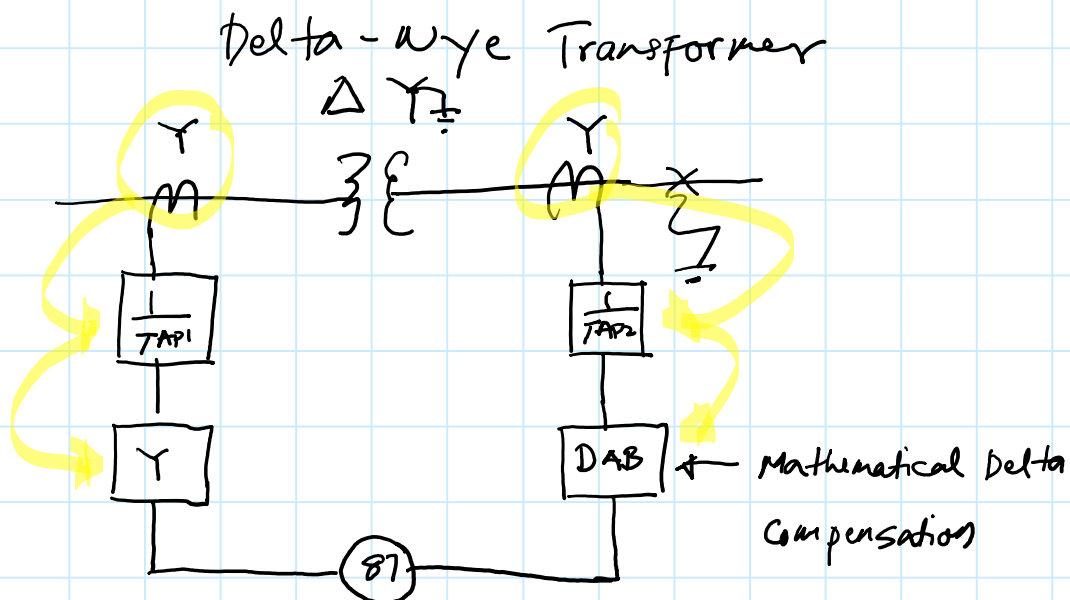 Delta - Wye Transformer
Δ Y
Y
Y
1
TAP1
1
TAP2
Y
DAB
Mathematical Delta
Compensation
87